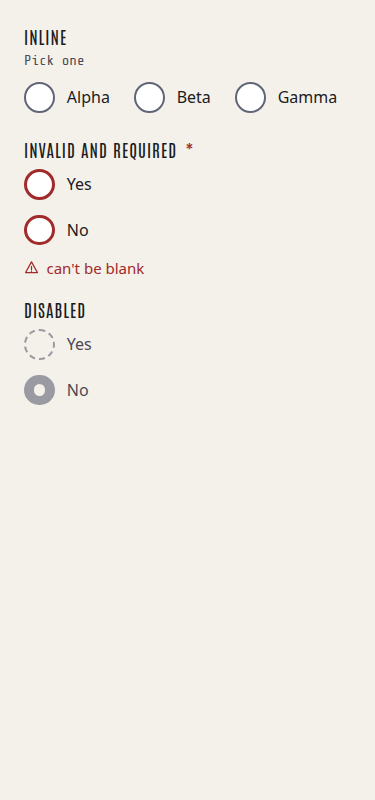 INLINE
Pick one
Alpha Beta Gamma
INVALID AND REQUIRED *
Yes
No
can't be blank
DISABLED
Yes
No